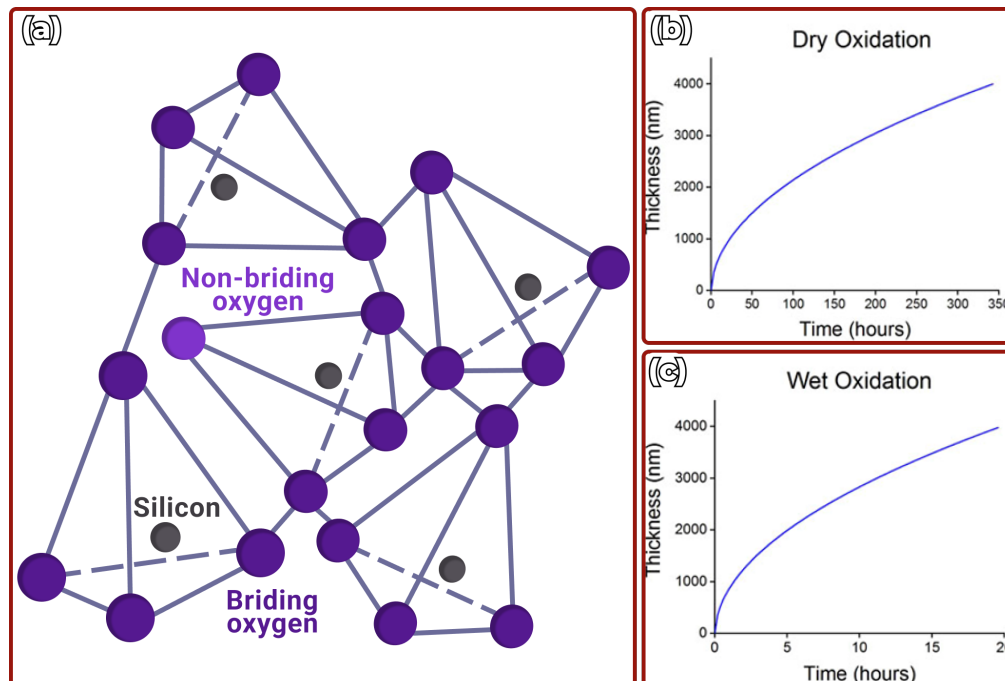 (a)
Non-briding
oxygen
Silicon
Briding
oxygen
(b)
Dry Oxidation
Thickness (nm)
4000
3000
2000
1000
0
0 50 100 150 200 250 300 350
Time (hours)
(c)
Wet Oxidation
Thickness (nm)
4000
3000
2000
1000
0
0 5 10 15
Time (hours)